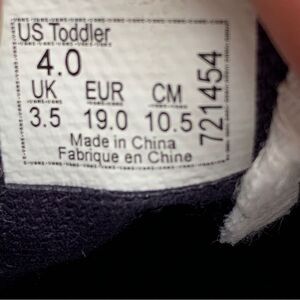 US Toddler
4.0
UK EUR CM
3.5 19.0 10.5
Made in China
Fabrique en Chine
721454